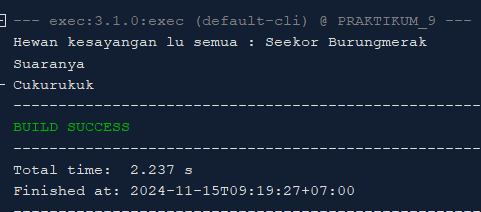 --- exec:3.1.0:exec (default-cli) @ PRAKTIKUM_9 ---
Hewan kesayangan lu semua : Seekor Burungmerak
Suaranya
Cukurukuk
------------------------------------------------
BUILD SUCCESS
------------------------------------------------
Total time:  2.237 s
Finished at: 2024-11-15T09:19:27+07:00
------------------------------------------------